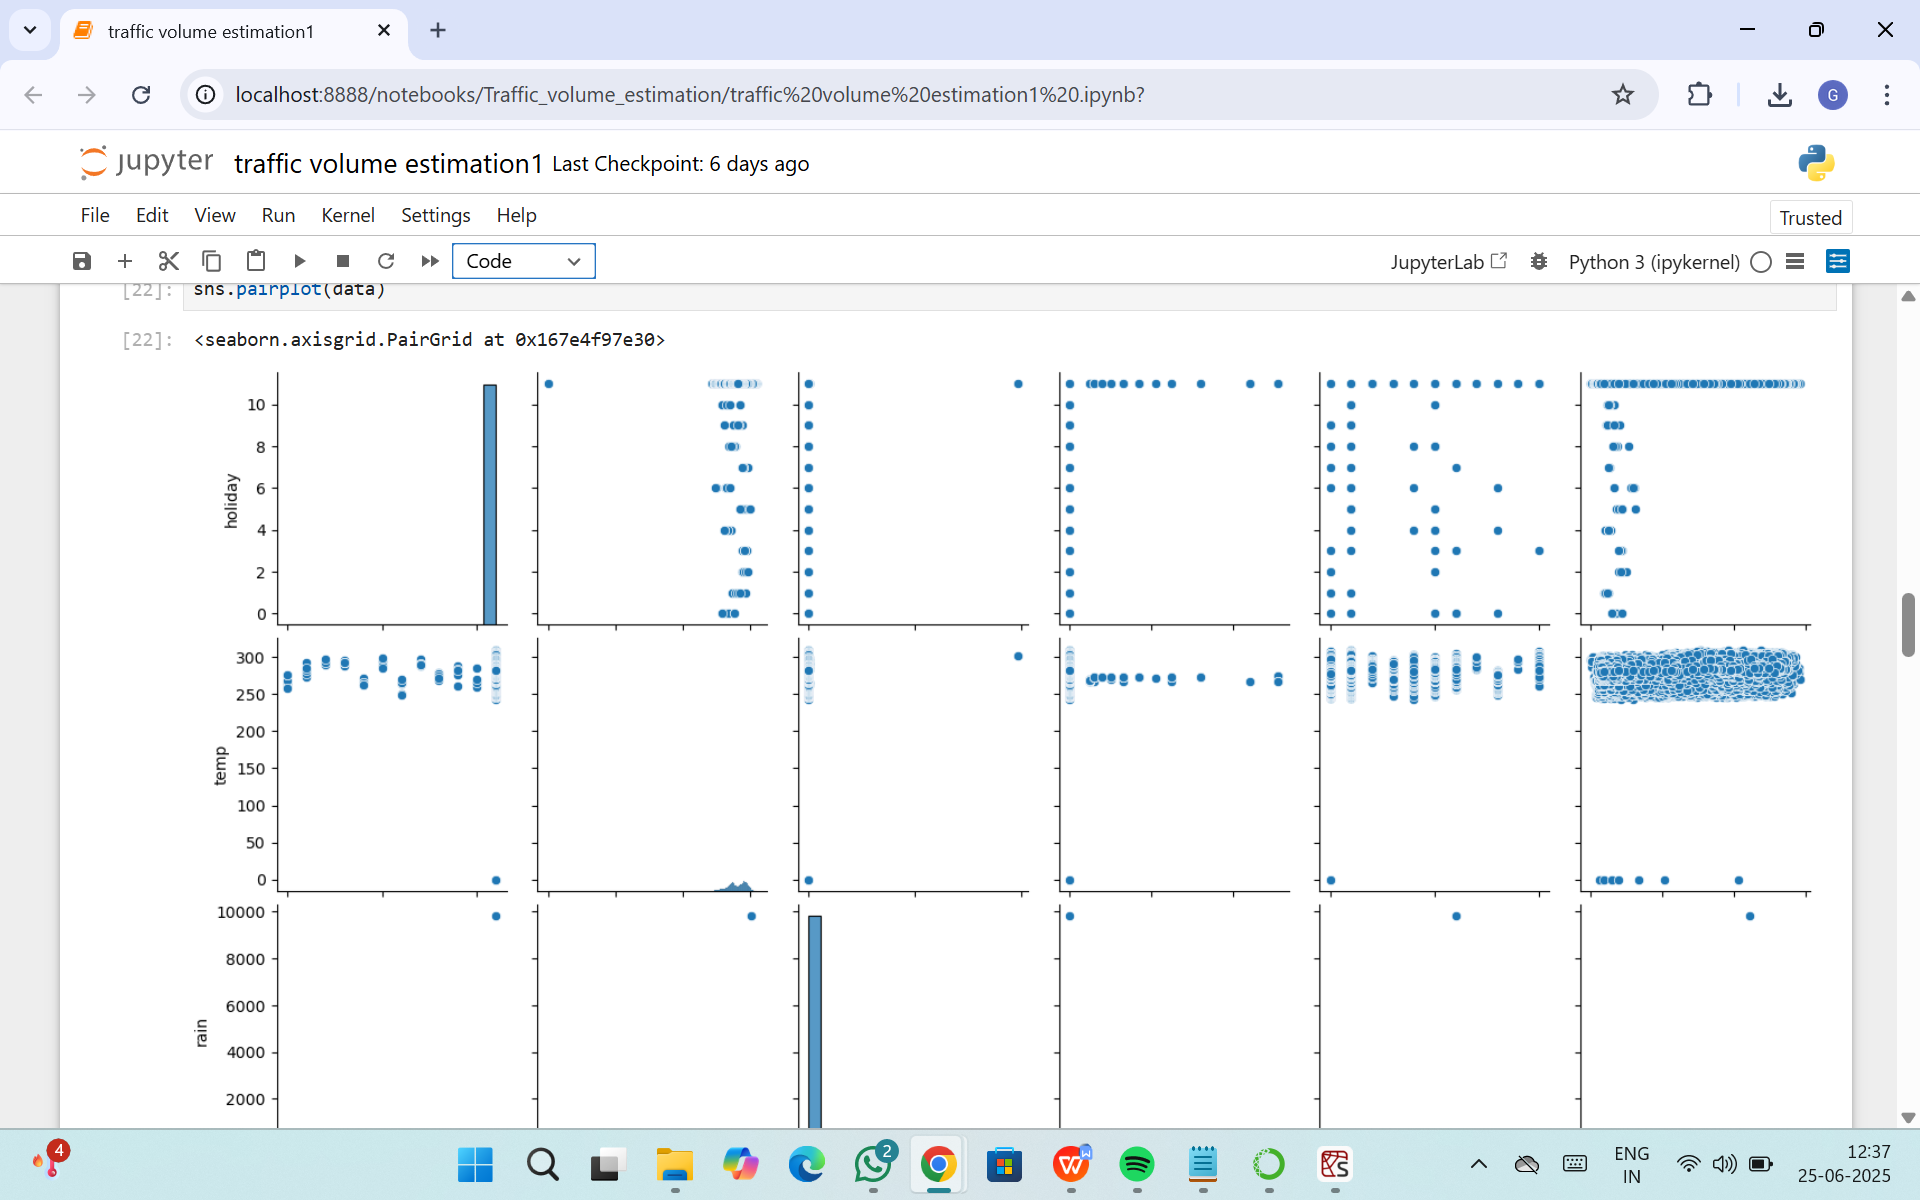 traffic volume estimation1
localhost:8888/notebooks/Traffic_volume_estimation/traffic%20volume%20estimation1%20.ipynb?
G
jupyter traffic volume estimation1 Last Checkpoint: 6 days ago
File Edit View Run Kernel Settings Help
Trusted
Code
JupyterLab
Python 3 (ipykernel)
[22]: sns.pairplot(data)
[22]: <seaborn.axisgrid.PairGrid at 0x167e4f97e30>
10
8
6
4
2
0
holiday
300
250
200
150
100
50
0
temp
10000
8000
6000
4000
2000
rain
4
2
ENG
IN
12:37
25-06-2025